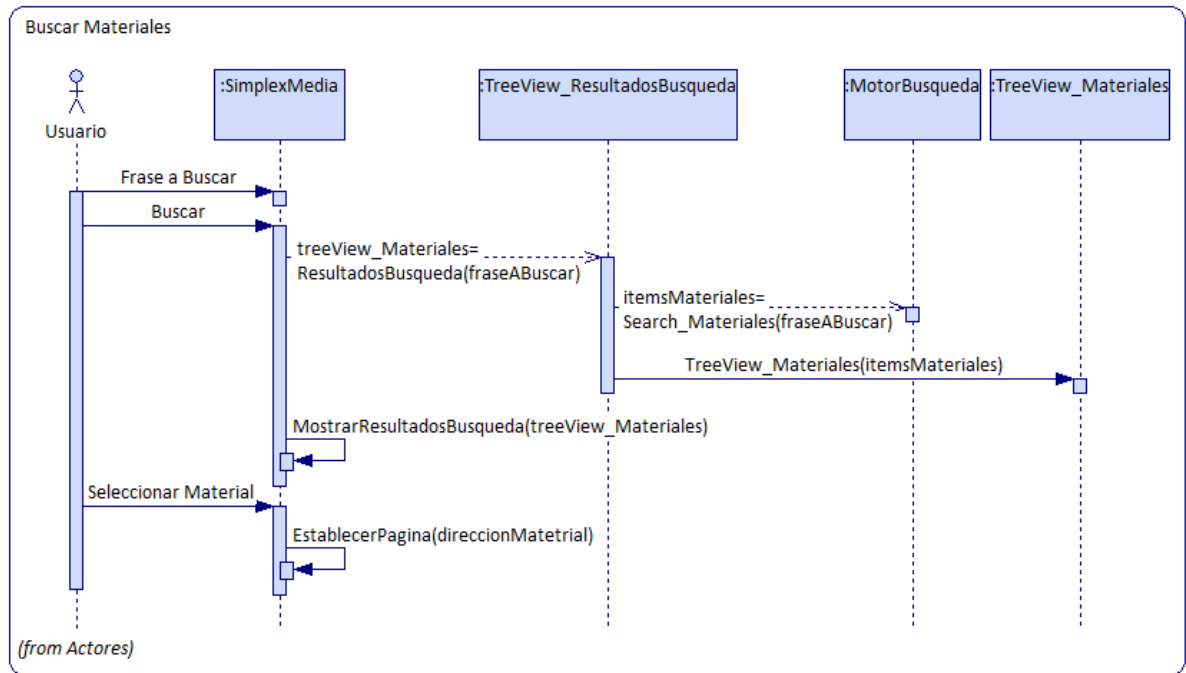 Buscar Materiales
:SimplexMedia
:TreeView_ResultadosBusqueda
:MotorBusqueda
:TreeView_Materiales
Usuario
Frase a Buscar
Buscar
treeView_Materiales=
ResultadosBusqueda(fraseABuscar)
itemsMateriales=
Search_Materiales(fraseABuscar)
TreeView_Materiales(itemsMateriales)
MostrarResultadosBusqueda(treeView_Materiales)
Seleccionar Material
EstablecerPagina(direccionMatetrial)
(from Actores)